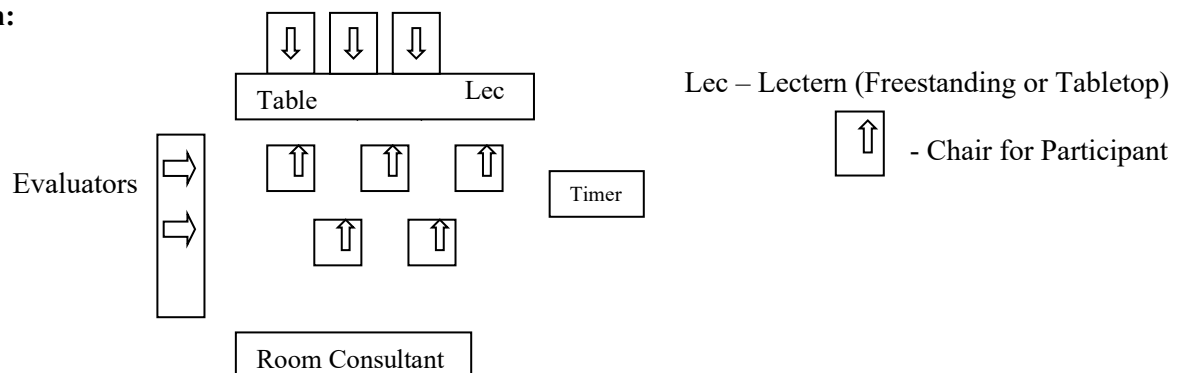 :
Table
Lec
Lec – Lectern (Freestanding or Tabletop)
- Chair for Participant
Evaluators
Timer
Room Consultant